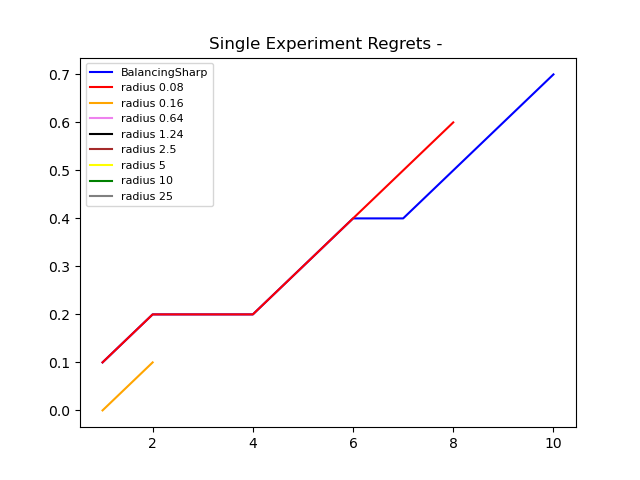 Single Experiment Regrets -
BalancingSharp
radius 0.08
radius 0.16
radius 0.64
radius 1.24
radius 2.5
radius 5
radius 10
radius 25
0.7
0.6
0.5
0.4
0.3
0.2
0.1
0.0
2 4 6 8 10